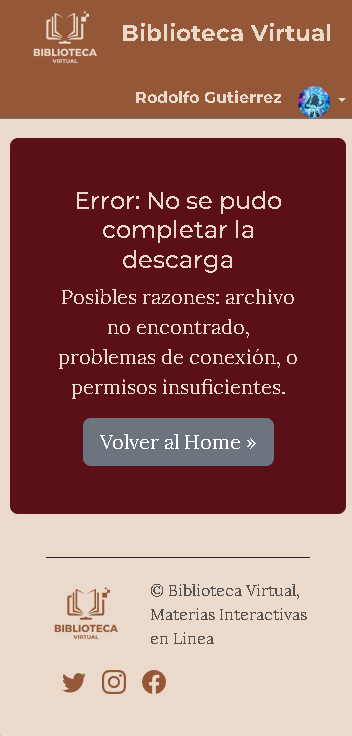 BIBLIOTECA
VIRTUAL
Biblioteca Virtual
Rodolfo Gutierrez
Error: No se pudo
completar la
descarga
Posibles razones: archivo
no encontrado,
problemas de conexión, o
permisos insuficientes.
Volver al Home »
BIBLIOTECA
VIRTUAL
© Biblioteca Virtual,
Materias Interactivas
en Linea